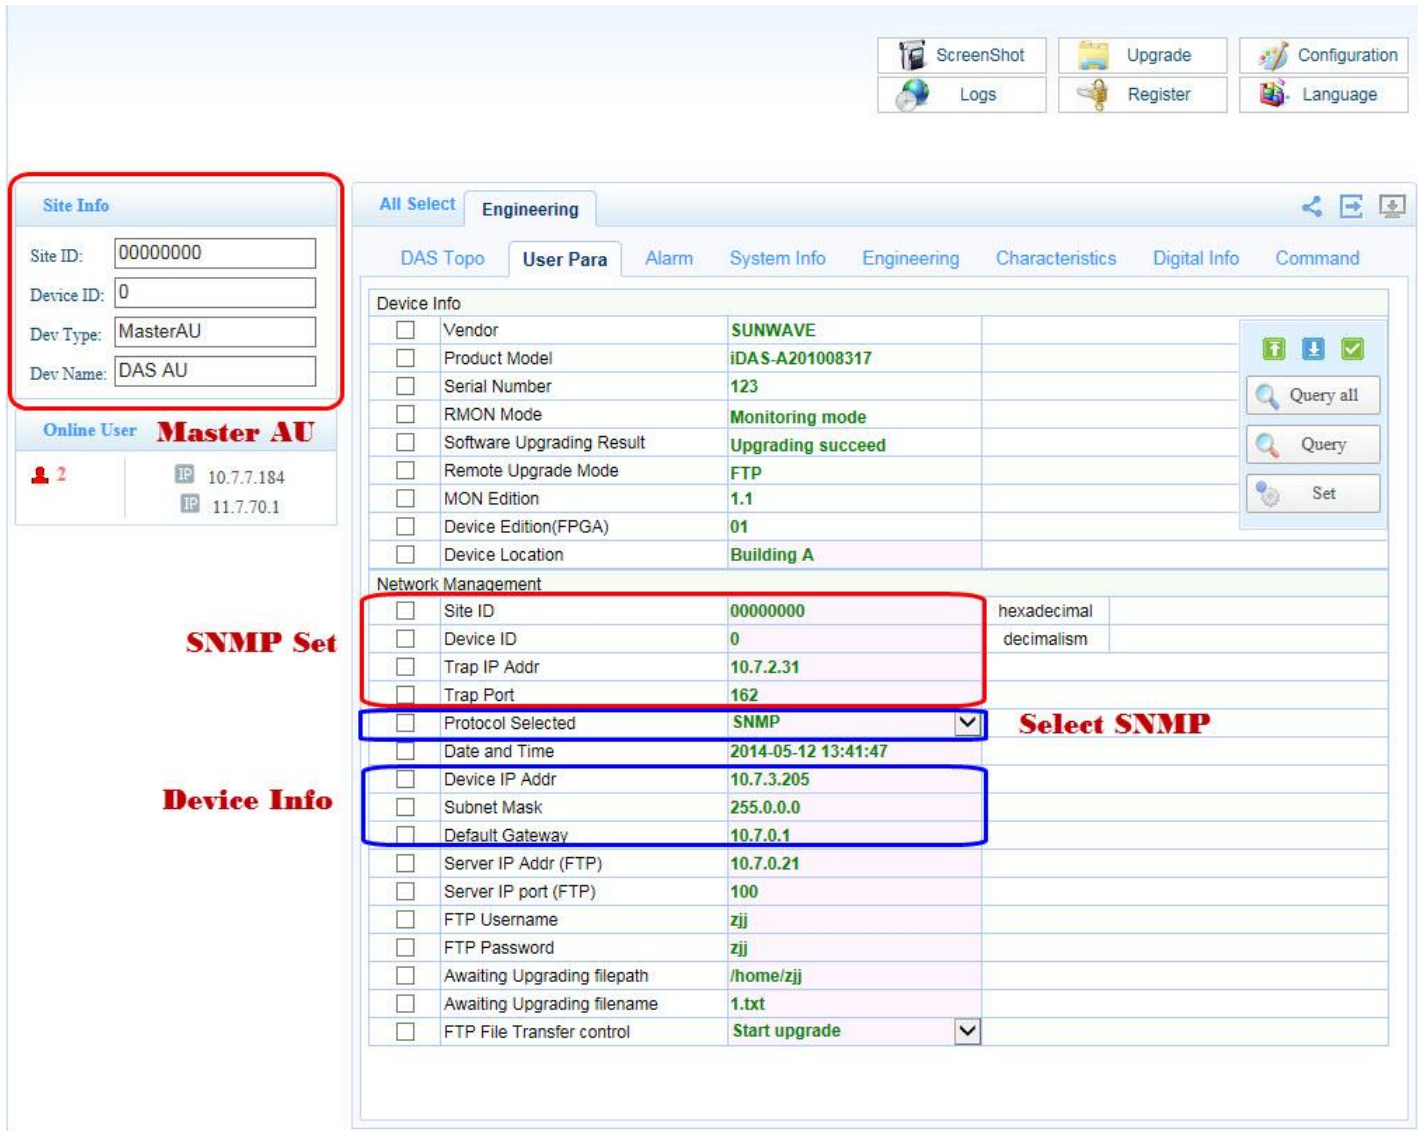 ScreenShot Upgrade Configuration
Logs Register Language
Site Info
Site ID: 00000000
Device ID: 0
Dev Type: MasterAU
Dev Name: DAS AU
Online User Master AU
2 IP 10.7.7.184
IP 11.7.70.1
SNMP Set
Device Info
All Select Engineering
DAS Topo User Para Alarm System Info Engineering Characteristics Digital Info Command
Device Info
Vendor SUNWAVE
Product Model iDAS-A201008317
Serial Number 123
RMON Mode Monitoring mode
Software Upgrading Result Upgrading succeed
Remote Upgrade Mode FTP
MON Edition 1.1
Device Edition(FPGA) 01
Device Location Building A
Query all
Query
Set
Network Management
Site ID 00000000 hexadecimal
Device ID 0 decimalism
Trap IP Addr 10.7.2.31
Trap Port 162
Protocol Selected SNMP Select SNMP
Date and Time 2014-05-12 13:41:47
Device IP Addr 10.7.3.205
Subnet Mask 255.0.0.0
Default Gateway 10.7.0.1
Server IP Addr (FTP) 10.7.0.21
Server IP port (FTP) 100
FTP Username zjj
FTP Password zjj
Awaiting Upgrading filepath /home/zjj
Awaiting Upgrading filename 1.txt
FTP File Transfer control Start upgrade